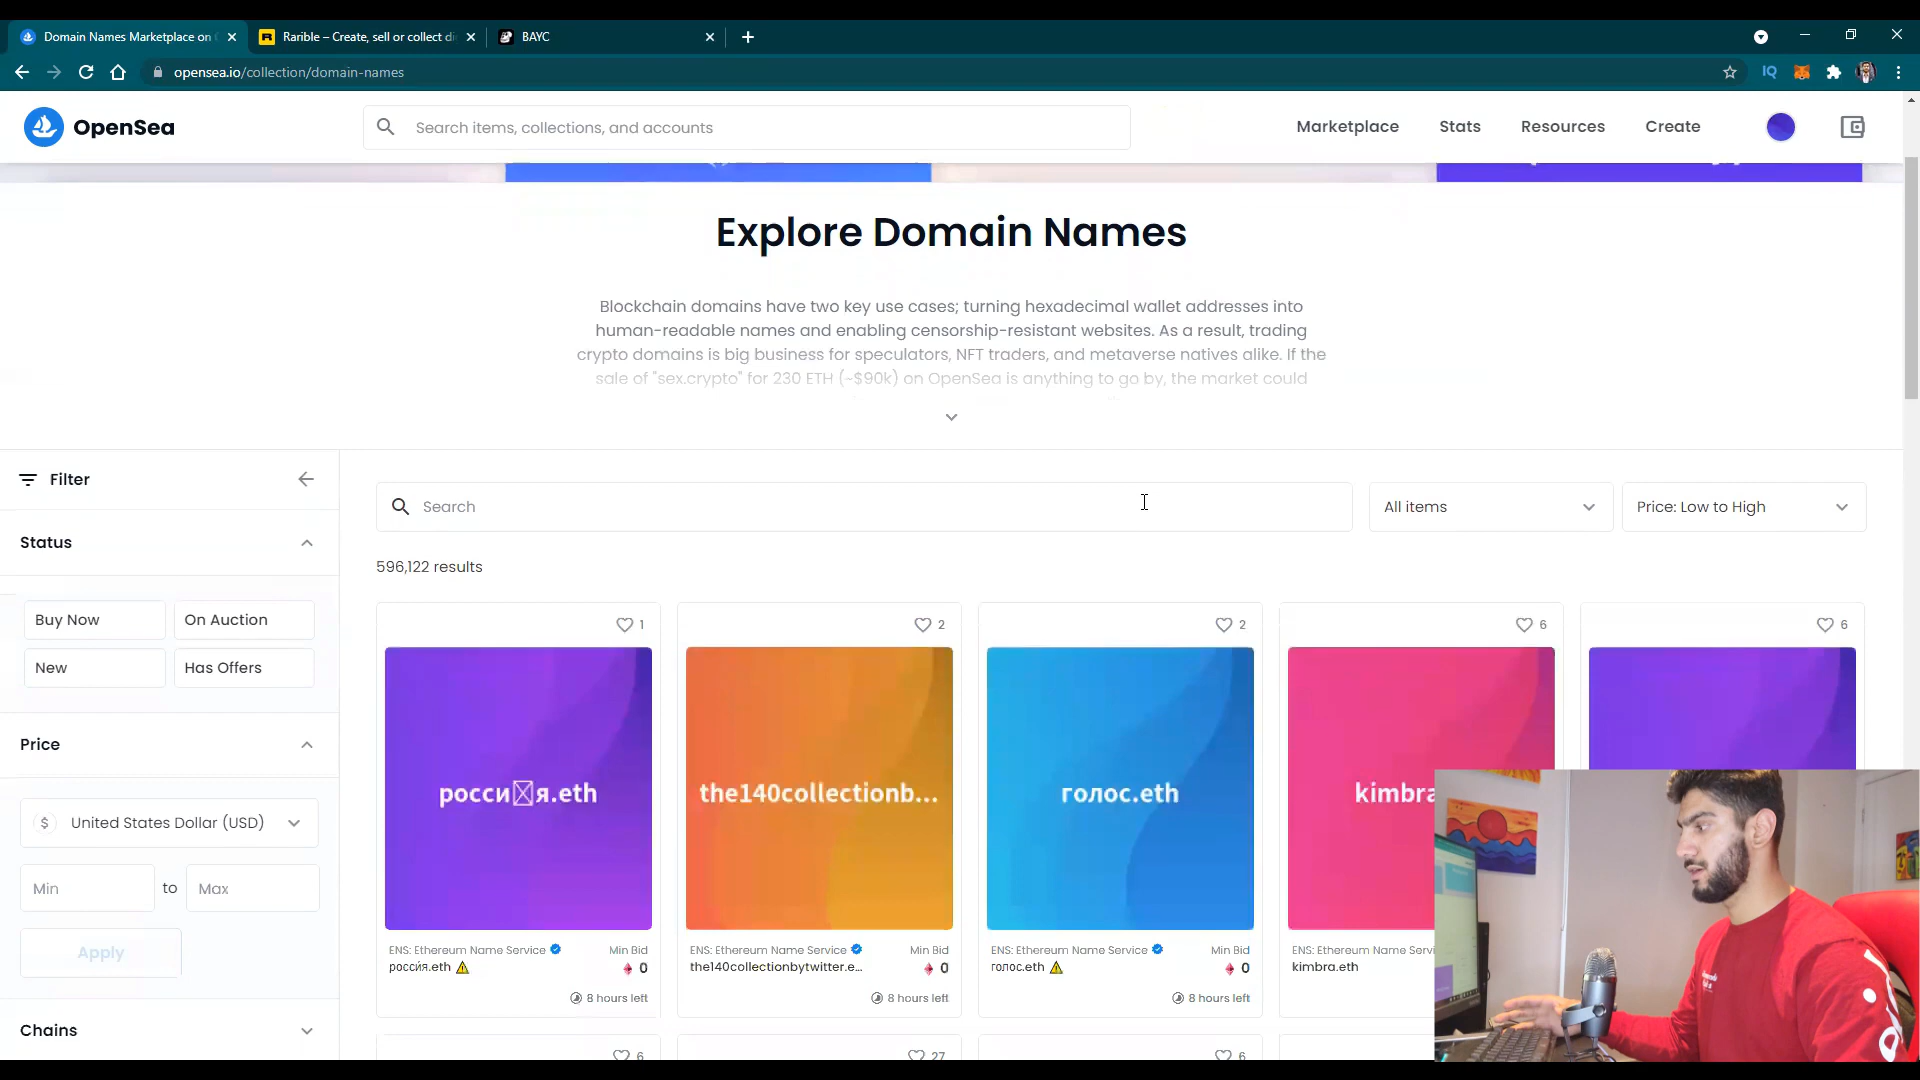 Domain Names Marketplace on
Rarible – Create, sell or collect di
BAYC
opensea.io/collection/domain-names
IQ
OpenSea
Search items, collections, and accounts
Marketplace
Stats
Resources
Create
Explore Domain Names
Blockchain domains have two key use cases; turning hexadecimal wallet addresses into
human-readable names and enabling censorship-resistant websites. As a result, trading
crypto domains is big business for speculators, NFT traders, and metaverse natives alike. If the
sale of "sex.crypto" for 230 ETH (~$90k) on OpenSea is anything to go by, the market could
Filter
Search
All items
Price: Low to High
Status
596,122 results
Buy Now
On Auction
New
Has Offers
1
2
2
6
6
Price
$ United States Dollar (USD)
Min
to
Max
Apply
Chains
росси⊠я.eth
the140collectionb...
голос.eth
kimbra
ENS: Ethereum Name Service
Min Bid
россия.eth
0
8 hours left
ENS: Ethereum Name Service
Min Bid
the140collectionbytwitter.e...
0
8 hours left
ENS: Ethereum Name Service
Min Bid
голос.eth
0
8 hours left
ENS: Ethereum Name Servi
kimbra.eth
6
27
6